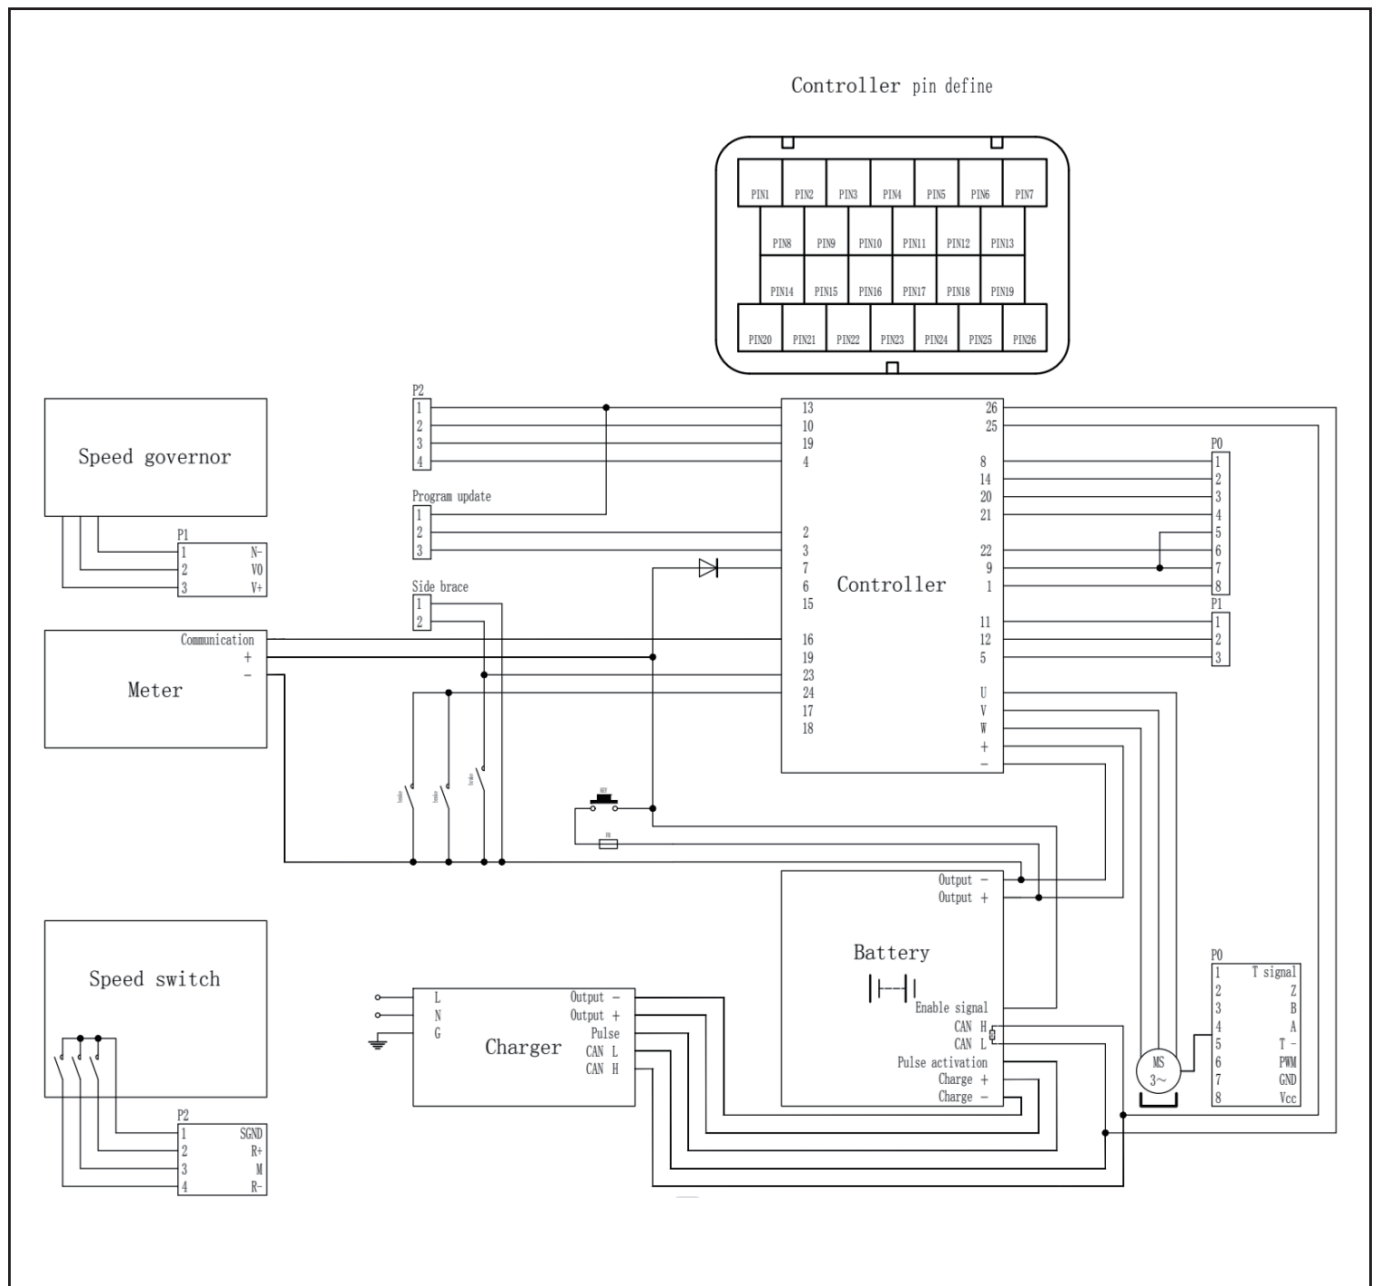 Controller pin define
PIN1 PIN2 PIN3 PIN4 PIN5 PIN6 PIN7
PIN8 PIN9 PIN10 PIN11 PIN12 PIN13
PIN14 PIN15 PIN16 PIN17 PIN18 PIN19
PIN20 PIN21 PIN22 PIN23 PIN24 PIN25 PIN26
Speed governor
P1
1 N-
2 V0
3 V+
Meter
Communication
+
-
Speed switch
P2
1 SGND
2 R+
3 M
4 R-
P2
1
2
3
4
Program update
1
2
3
Side brace
1
2
Controller
13
10
19
4
2
3
7
6
15
16
19
23
24
17
18
26
25
8
14
20
21
22
9
1
11
12
5
U
V
W
+
-
P0
1
2
3
4
5
6
7
8
P1
1
2
3
Battery
Output -
Output +
Enable signal
CAN H
CAN L
Pulse activation
Charge +
Charge -
Charger
L
N
G
Output -
Output +
Pulse
CAN L
CAN H
MS
3~
P0
1 T signal
2 Z
3 B
4 A
5 T -
6 PWM
7 GND
8 Vcc